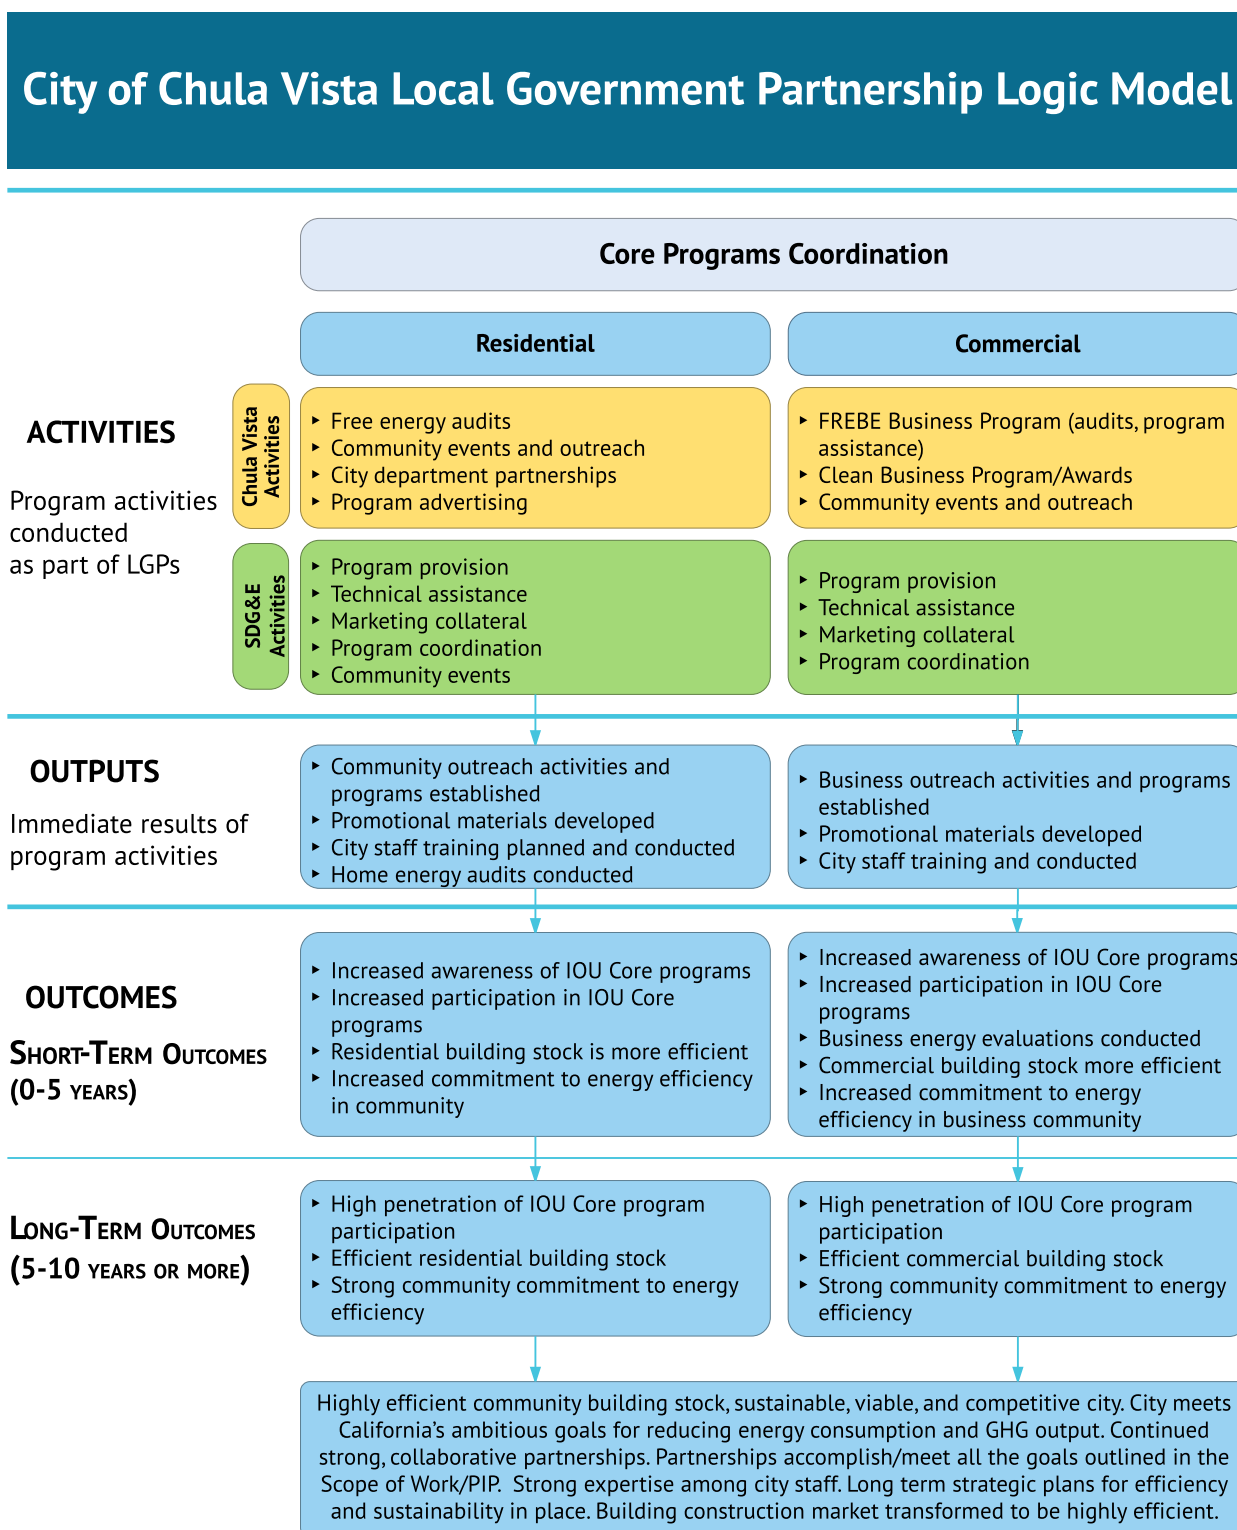 City of Chula Vista Local Government Partnership Logic Model
Core Programs Coordination
Residential
Commercial
ACTIVITIES
Program activities
conducted
as part of LGPs
Chula Vista
Activities
‣ Free energy audits
‣ Community events and outreach
‣ City department partnerships
‣ Program advertising
‣ FREBE Business Program (audits, program
assistance)
‣ Clean Business Program/Awards
‣ Community events and outreach
SDG&E
Activities
‣ Program provision
‣ Technical assistance
‣ Marketing collateral
‣ Program coordination
‣ Community events
‣ Program provision
‣ Technical assistance
‣ Marketing collateral
‣ Program coordination
OUTPUTS
Immediate results of
program activities
‣ Community outreach activities and
programs established
‣ Promotional materials developed
‣ City staff training planned and conducted
‣ Home energy audits conducted
‣ Business outreach activities and programs
established
‣ Promotional materials developed
‣ City staff training and conducted
OUTCOMES
SHORT-TERM OUTCOMES
(0-5 YEARS)
‣ Increased awareness of IOU Core programs
‣ Increased participation in IOU Core
programs
‣ Residential building stock is more efficient
‣ Increased commitment to energy efficiency
in community
‣ Increased awareness of IOU Core programs
‣ Increased participation in IOU Core
programs
‣ Business energy evaluations conducted
‣ Commercial building stock more efficient
‣ Increased commitment to energy
efficiency in business community
LONG-TERM OUTCOMES
(5-10 YEARS OR MORE)
‣ High penetration of IOU Core program
participation
‣ Efficient residential building stock
‣ Strong community commitment to energy
efficiency
‣ High penetration of IOU Core program
participation
‣ Efficient commercial building stock
‣ Strong community commitment to energy
efficiency
Highly efficient community building stock, sustainable, viable, and competitive city. City meets
California’s ambitious goals for reducing energy consumption and GHG output. Continued
strong, collaborative partnerships. Partnerships accomplish/meet all the goals outlined in the
Scope of Work/PIP.  Strong expertise among city staff. Long term strategic plans for efficiency
and sustainability in place. Building construction market transformed to be highly efficient.